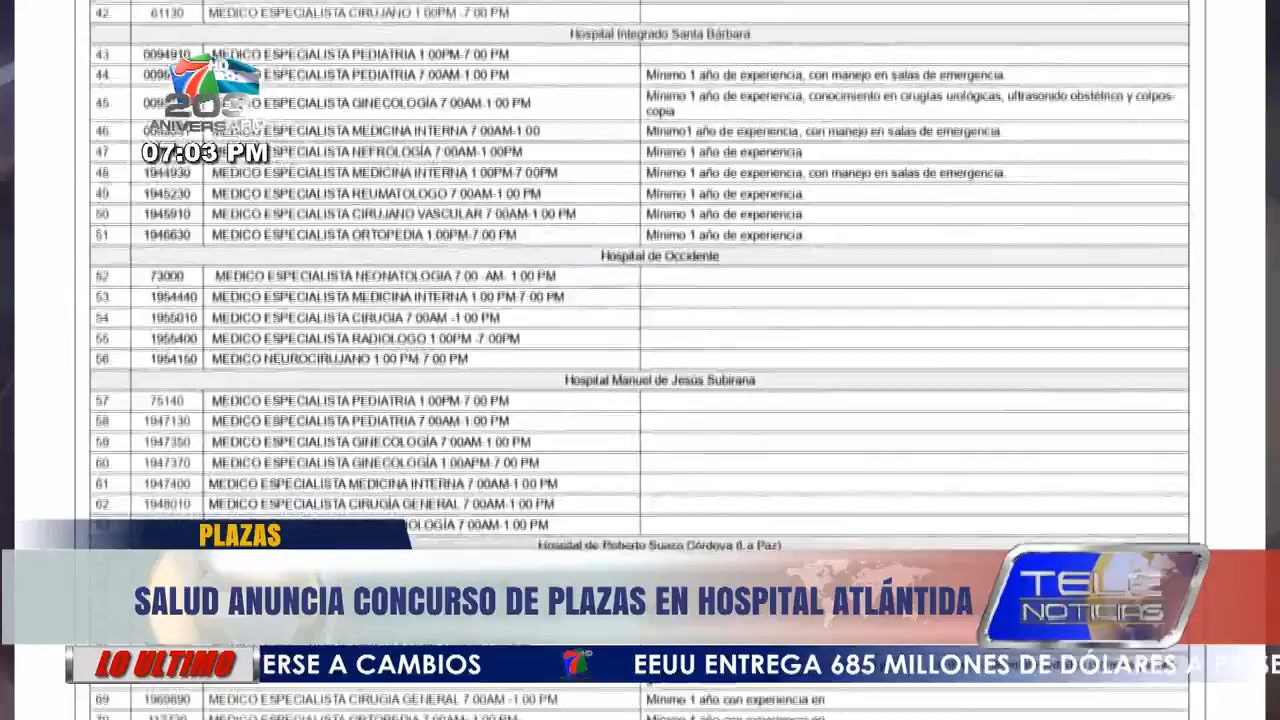 42 61130 MEDICO ESPECIALISTA CIRUJANO 1:00PM -7:00 PM
Hospital Integrado Santa Bárbara
43 0094910 MEDICO ESPECIALISTA PEDIATRIA 1:00PM-7:00 PM
44 ESPECIALISTA PEDIATRIA 7:00AM-1:00 PM Mínimo 1 año de experiencia, con manejo en salas de emergencia.
45 ESPECIALISTA GINECOLOGÍA 7:00AM-1:00 PM Mínimo 1 año de experiencia, conocimiento en cirugías urológicas, ultrasonido obstétrico y colpos-
copia
46 ESPECIALISTA MEDICINA INTERNA 7:00AM-1:00 Mínimo1 año de experiencia, con manejo en salas de emergencia.
47 ESPECIALISTA NEFROLOGÍA 7:00AM-1:00PM Mínimo 1 año de experiencia
48 1944930 MEDICO ESPECIALISTA MEDICINA INTERNA 1:00PM-7:00PM Mínimo 1 año de experiencia, con manejo en salas de emergencia.
49 1945230 MEDICO ESPECIALISTA REUMATOLOGO 7:00AM-1:00 PM Mínimo 1 año de experiencia
50 1945910 MEDICO ESPECIALISTA CIRUJANO VASCULAR 7:00AM-1:00 PM Mínimo 1 año de experiencia
51 1946630 MEDICO ESPECIALISTA ORTOPEDIA 1:00PM-7:00 PM Mínimo 1 año de experiencia
7 HD
203
ANIVERSARIO
07:03 PM
Hospital de Occidente
52 73000 MEDICO ESPECIALISTA NEONATOLOGIA 7:00 -AM- 1:00 PM
53 1954440 MEDICO ESPECIALISTA MEDICINA INTERNA 1:00 PM-7:00 PM
54 1955010 MEDICO ESPECIALISTA CIRUGIA 7:00AM -1:00 PM
55 1955400 MEDICO ESPECIALISTA RADIOLOGO 1:00PM -7:00PM
56 1954150 MEDICO NEUROCIRUJANO 1:00 PM-7:00 PM
Hospital Manuel de Jesús Subirana
57 75140 MEDICO ESPECIALISTA PEDIATRIA 1:00PM-7:00 PM
58 1947130 MEDICO ESPECIALISTA PEDIATRIA 7:00AM-1:00 PM
59 1947350 MEDICO ESPECIALISTA GINECOLOGÍA 7:00AM-1:00 PM
60 1947370 MEDICO ESPECIALISTA GINECOLOGÍA 1:00APM-7:00 PM
61 1947400 MEDICO ESPECIALISTA MEDICINA INTERNA 7:00AM-1:00 PM
62 1948010 MEDICO ESPECIALISTA CIRUGÍA GENERAL 7:00AM-1:00 PM
7:00AM-1:00 PM
Hospital de Roberto Suazo Córdova (La Paz)
PLAZAS
SALUD ANUNCIA CONCURSO DE PLAZAS EN HOSPITAL ATLÁNTIDA
TELE
NOTICIAS
LO ULTIMO ERSE A CAMBIOS 7 HD EEUU ENTREGA 685 MILLONES DE DÓLARES A
69 1969890 MEDICO ESPECIALISTA CIRUGIA GENERAL 7:00AM -1:00 PM Mínimo 1 año con experiencia en